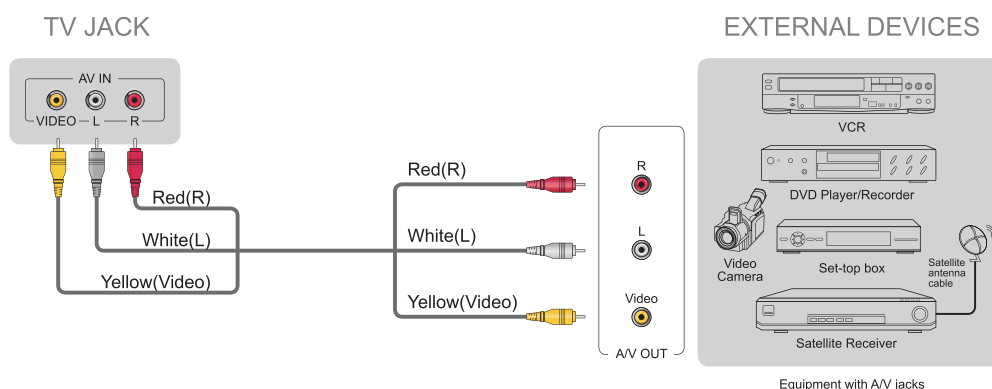 TV JACK
EXTERNAL DEVICES
AV IN
VIDEO
L
R
Red(R)
White(L)
Yellow(Video)
Red(R)
White(L)
Yellow(Video)
R
L
Video
A/V OUT
VCR
DVD Player/Recorder
Video
Camera
Set-top box
Satellite
antenna
cable
Satellite Receiver
Equipment with A/V jacks